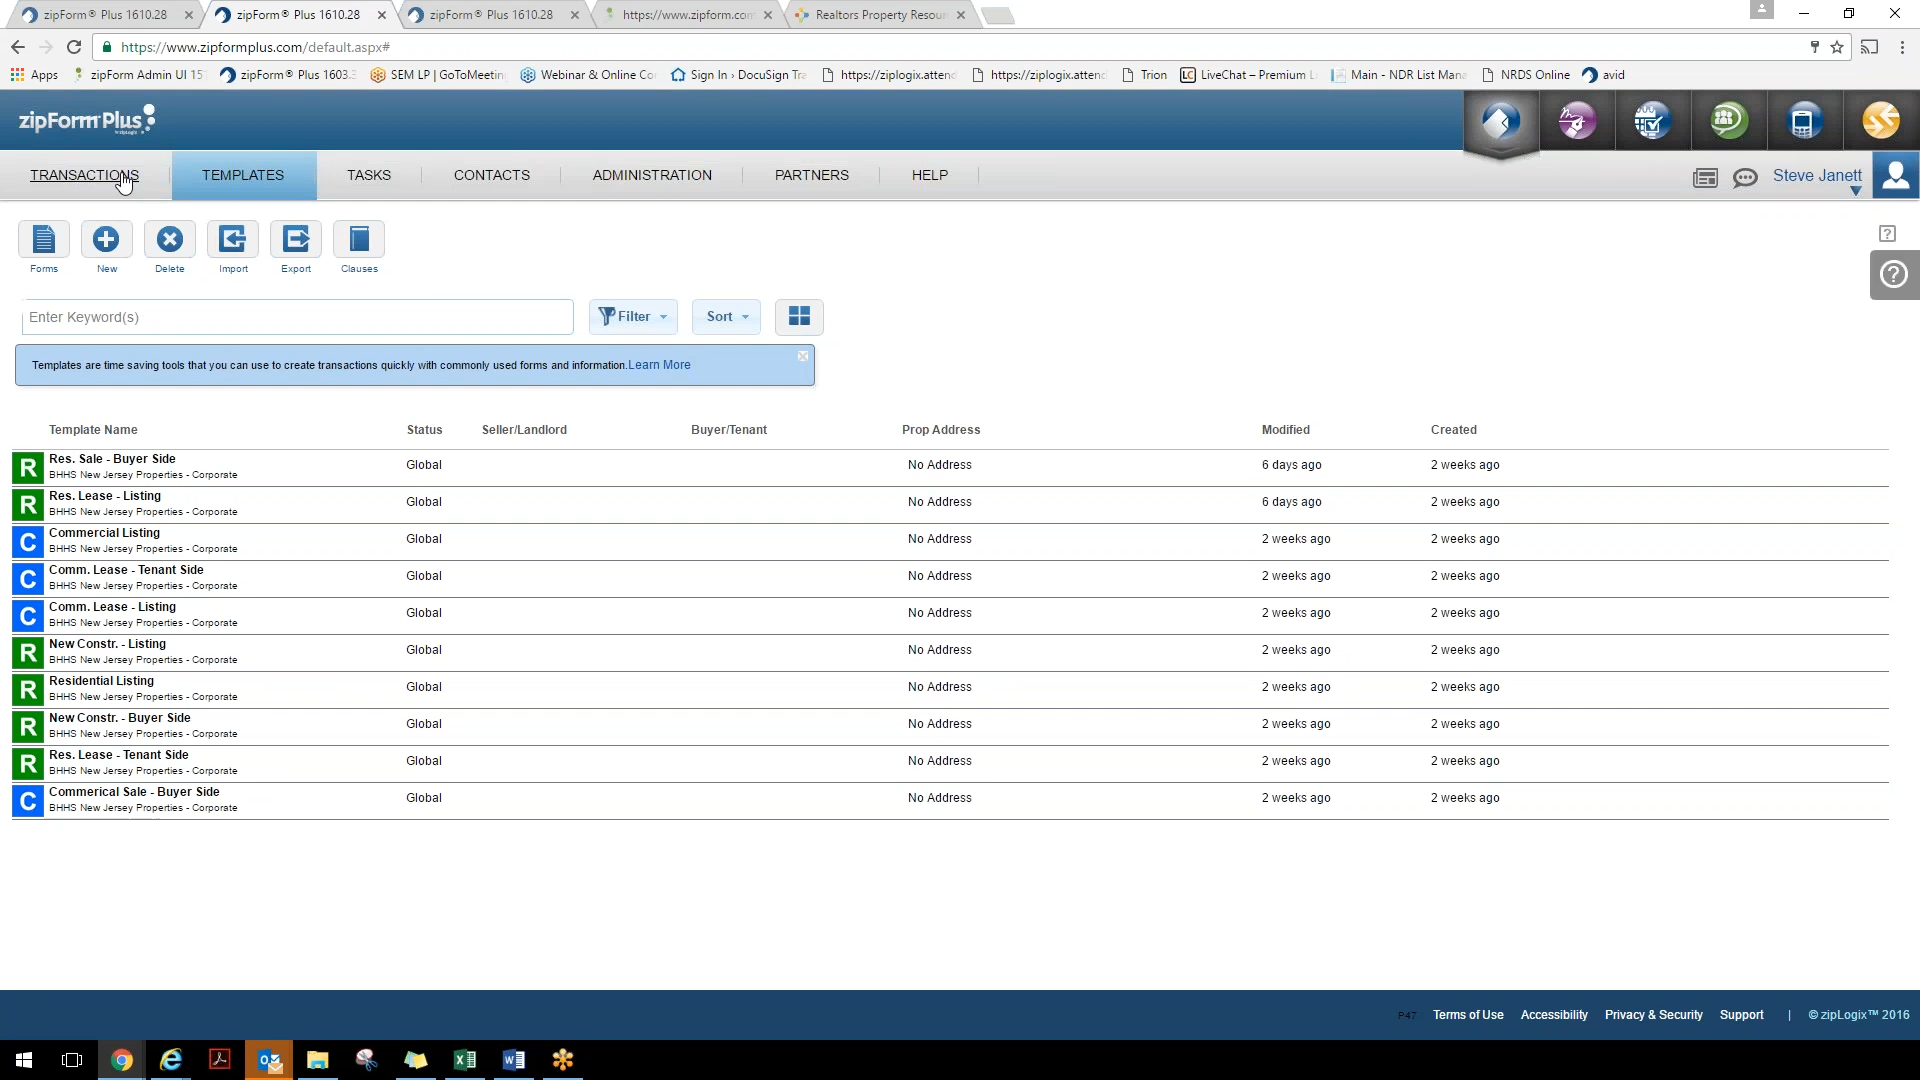 zipForm® Plus 1610.28
zipForm® Plus 1610.28
zipForm® Plus 1610.28
https://www.zipform.com
Realtors Property Resour
https://www.zipformplus.com/default.aspx#
Apps
zipForm Admin UI 15
zipForm® Plus 1603.
SEM LP | GoToMeeting
Webinar & Online Co
Sign In › DocuSign Tra
https://ziplogix.attend
https://ziplogix.attend
Trion
LC
LiveChat – Premium L
Main - NDR List Mana
NRDS Online
avid
zipForm Plus
by zipLogix
TRANSACTIONS
TEMPLATES
TASKS
CONTACTS
ADMINISTRATION
PARTNERS
HELP
Steve Janett
Forms
New
Delete
Import
Export
Clauses
Enter Keyword(s)
Filter
Sort
Templates are time saving tools that you can use to create transactions quickly with commonly used forms and information.Learn More
Template Name Status Seller/Landlord Buyer/Tenant Prop Address Modified Created
R Res. Sale - Buyer Side Global No Address 6 days ago 2 weeks ago
BHHS New Jersey Properties - Corporate
R Res. Lease - Listing Global No Address 6 days ago 2 weeks ago
BHHS New Jersey Properties - Corporate
C Commercial Listing Global No Address 2 weeks ago 2 weeks ago
BHHS New Jersey Properties - Corporate
C Comm. Lease - Tenant Side Global No Address 2 weeks ago 2 weeks ago
BHHS New Jersey Properties - Corporate
C Comm. Lease - Listing Global No Address 2 weeks ago 2 weeks ago
BHHS New Jersey Properties - Corporate
R New Constr. - Listing Global No Address 2 weeks ago 2 weeks ago
BHHS New Jersey Properties - Corporate
R Residential Listing Global No Address 2 weeks ago 2 weeks ago
BHHS New Jersey Properties - Corporate
R New Constr. - Buyer Side Global No Address 2 weeks ago 2 weeks ago
BHHS New Jersey Properties - Corporate
R Res. Lease - Tenant Side Global No Address 2 weeks ago 2 weeks ago
BHHS New Jersey Properties - Corporate
C Commerical Sale - Buyer Side Global No Address 2 weeks ago 2 weeks ago
BHHS New Jersey Properties - Corporate
P47 Terms of Use Accessibility Privacy & Security Support | © zipLogix™ 2016